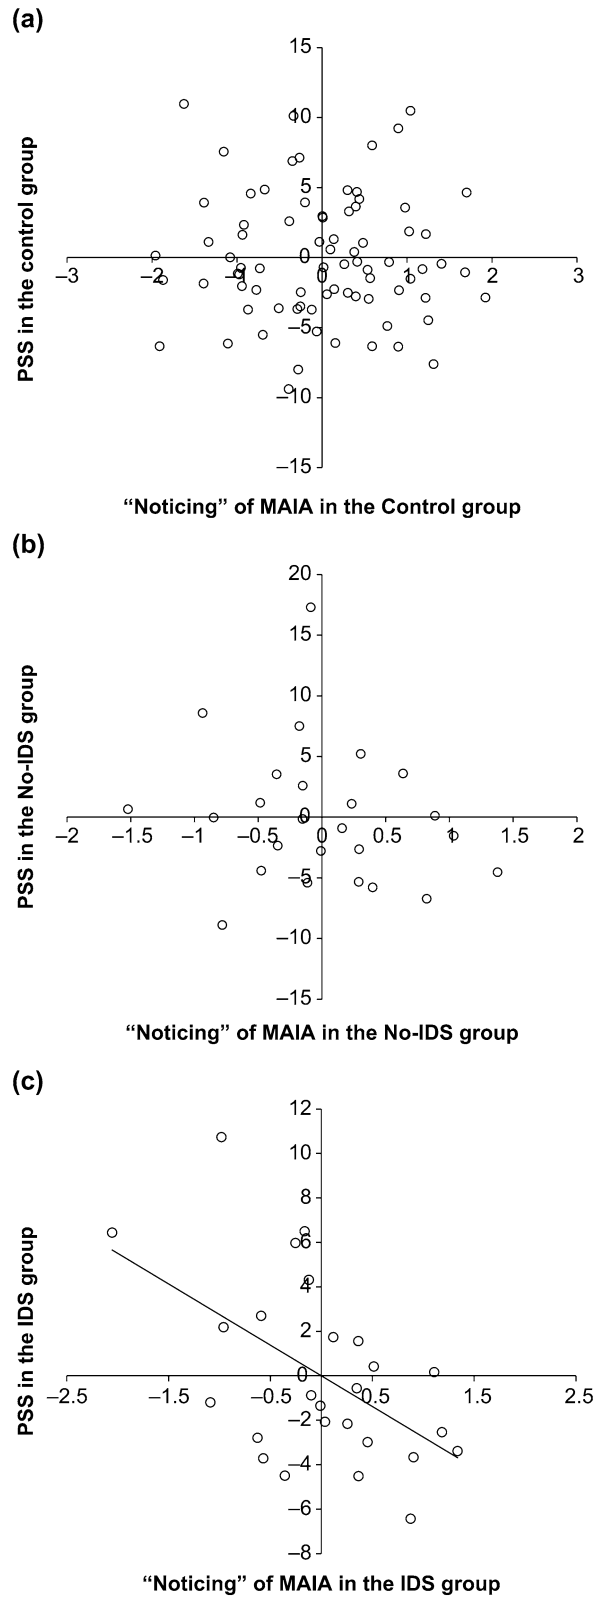 (a)
PSS in the control group
15
10
5
0
–5
–10
–15
–3 –2 –1 0 1 2 3
“Noticing” of MAIA in the Control group
(b)
PSS in the No-IDS group
20
15
10
5
0
–5
–10
–15
–2 –1.5 –1 –0.5 0 0.5 1 1.5 2
“Noticing” of MAIA in the No-IDS group
(c)
PSS in the IDS group
12
10
8
6
4
2
0
–2
–4
–6
–8
–2.5 –1.5 –0.5 0.5 1.5 2.5
“Noticing” of MAIA in the IDS group